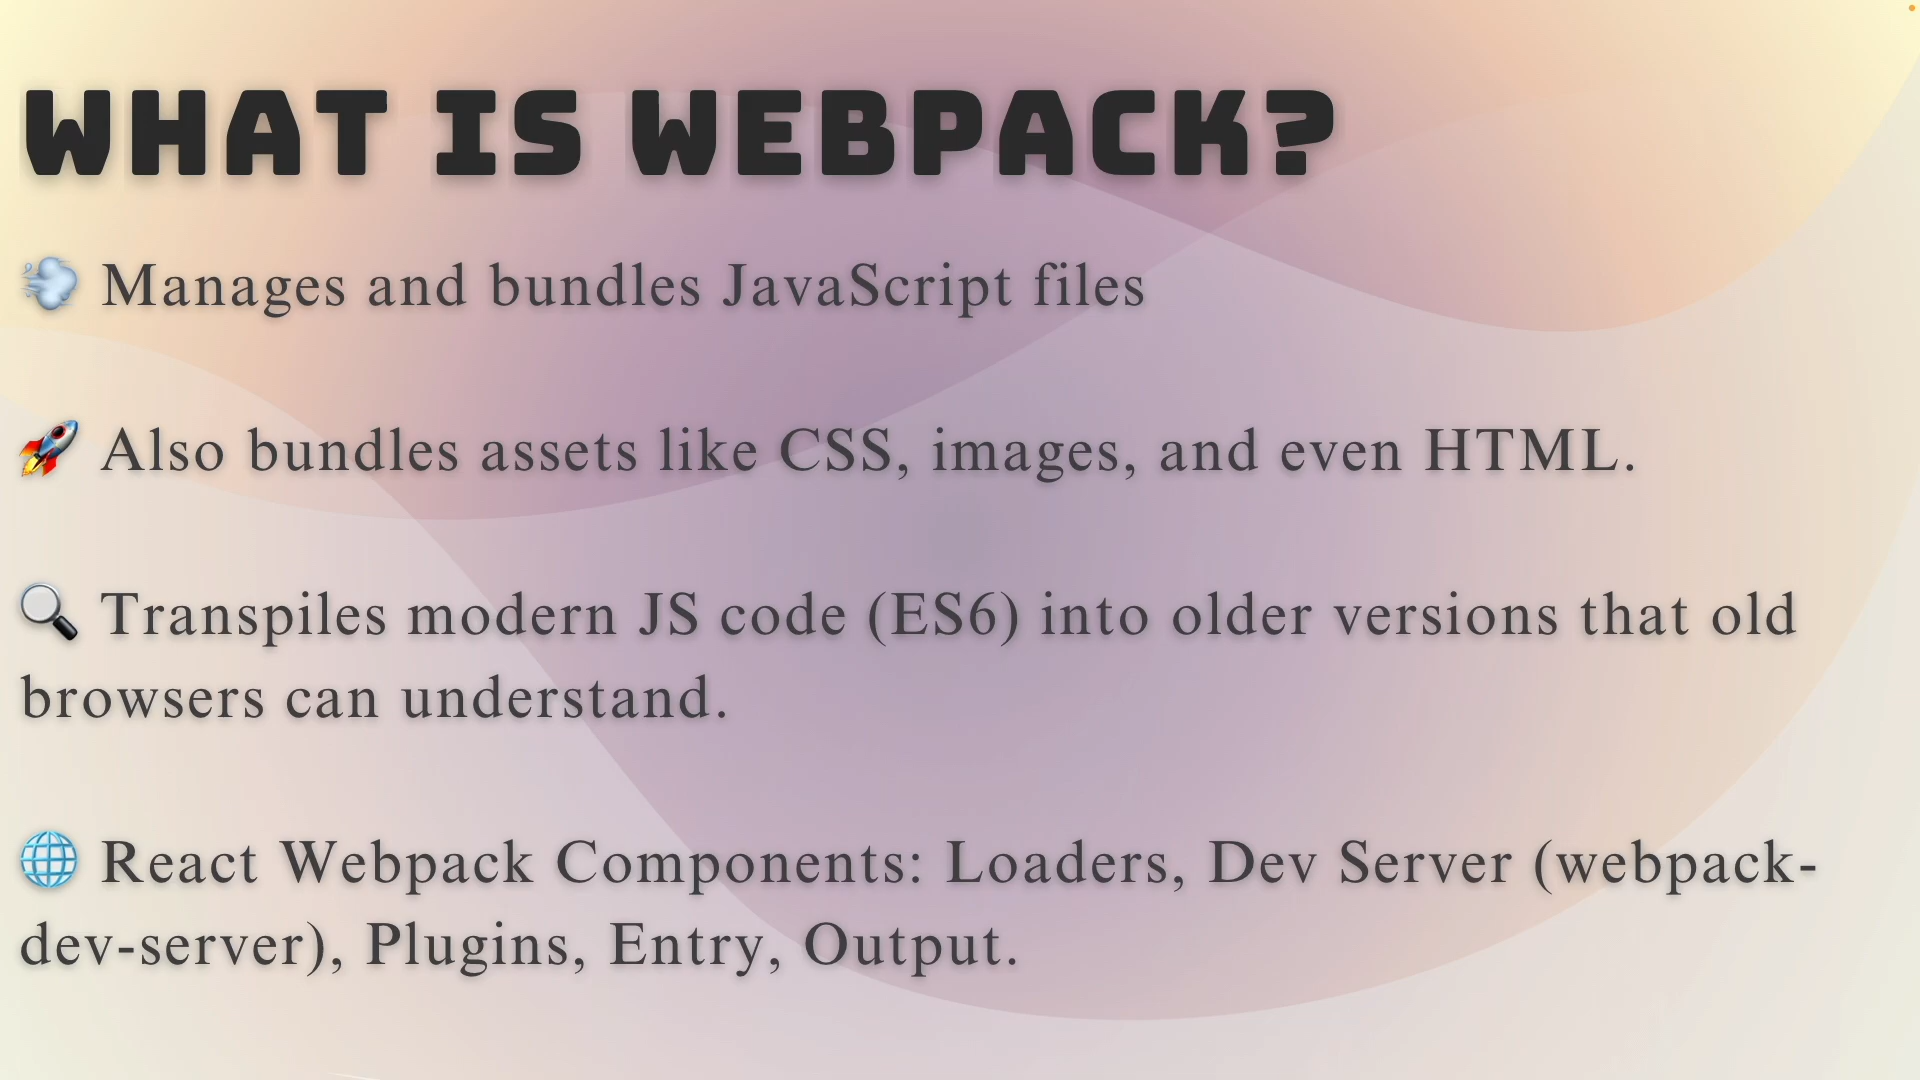 WHAT IS WEBPACK?
💨 Manages and bundles JavaScript files
🚀 Also bundles assets like CSS, images, and even HTML.
🔍 Transpiles modern JS code (ES6) into older versions that old
browsers can understand.
🌐 React Webpack Components: Loaders, Dev Server (webpack-
dev-server), Plugins, Entry, Output.